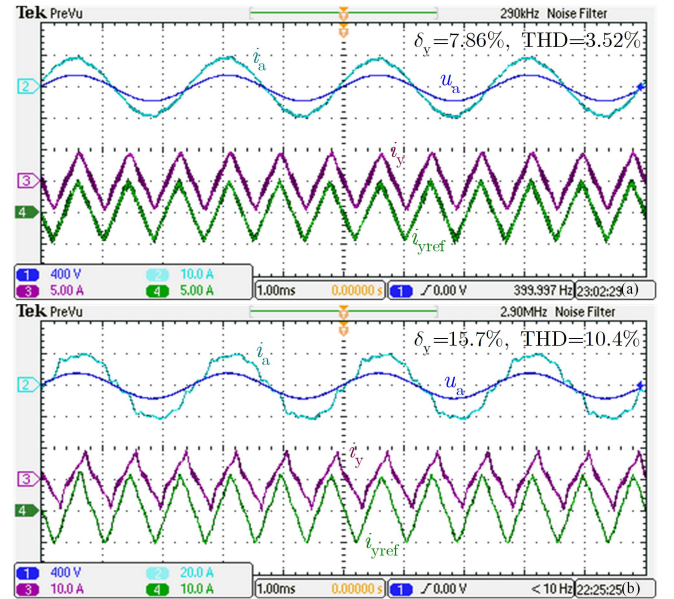 Tek PreVu 290kHz Noise Filter
δy=7.86%, THD=3.52%
ia
ua
2
iy
3
4
iyref
1 400 V 2 10.0 A
3 5.00 A 4 5.00 A
1.00ms 0.00000 s 1 0.00 V 399.997 Hz 23:02:29 (a)
Tek PreVu 2.90MHz Noise Filter
δy=15.7%, THD=10.4%
ia
ua
2
iy
3
4
iyref
1 400 V 2 20.0 A
3 10.0 A 4 10.0 A
1.00ms 0.00000 s 1 0.00 V <10 Hz 22:25:25 (b)